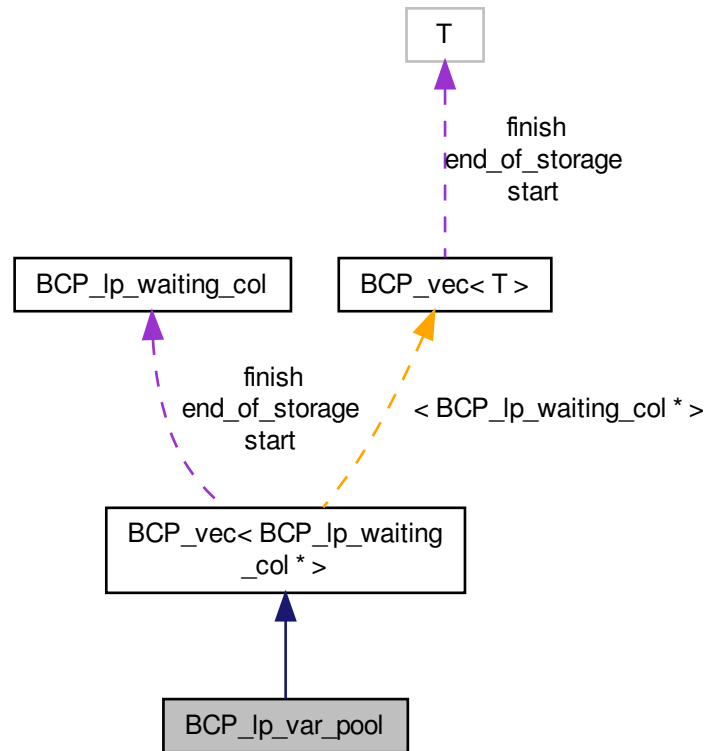 T
finish
end_of_storage
start
BCP_lp_waiting_col
BCP_vec< T >
finish
end_of_storage
start
< BCP_lp_waiting_col * >
BCP_vec< BCP_lp_waiting
_col * >
BCP_lp_var_pool